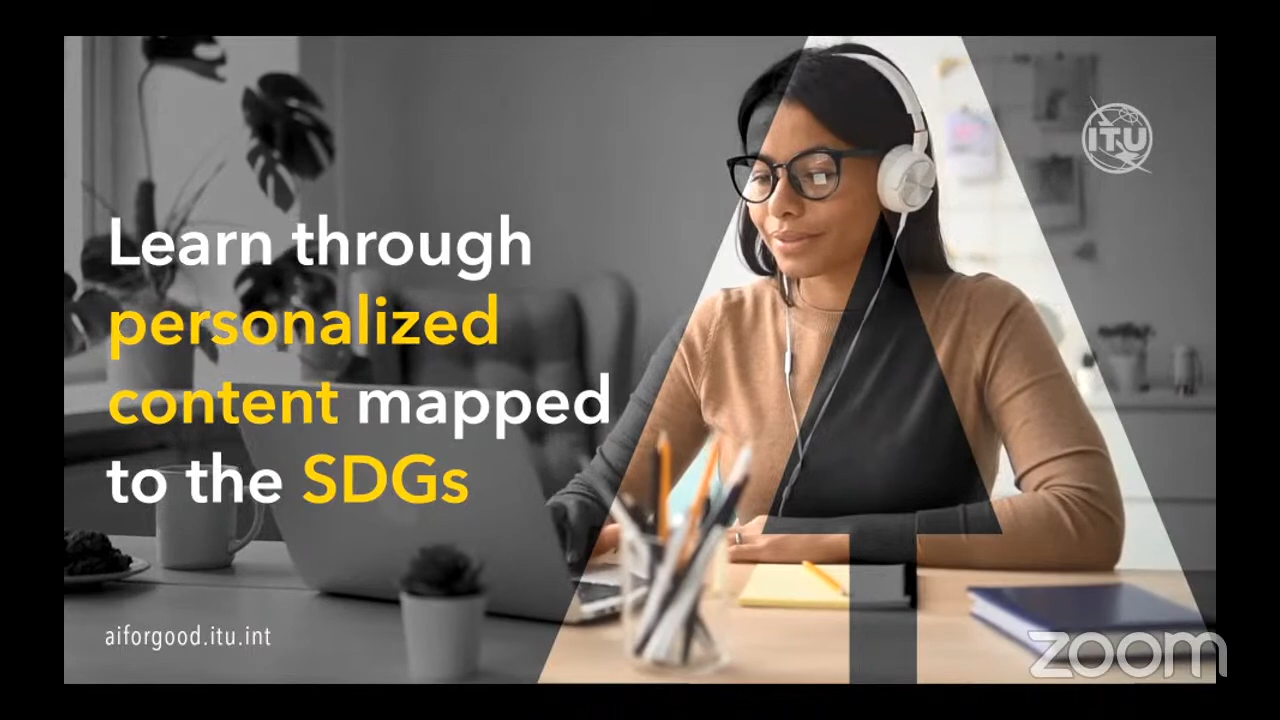 Learn through
personalized
content mapped
to the SDGs
ITU
aiforgood.itu.int
zoom